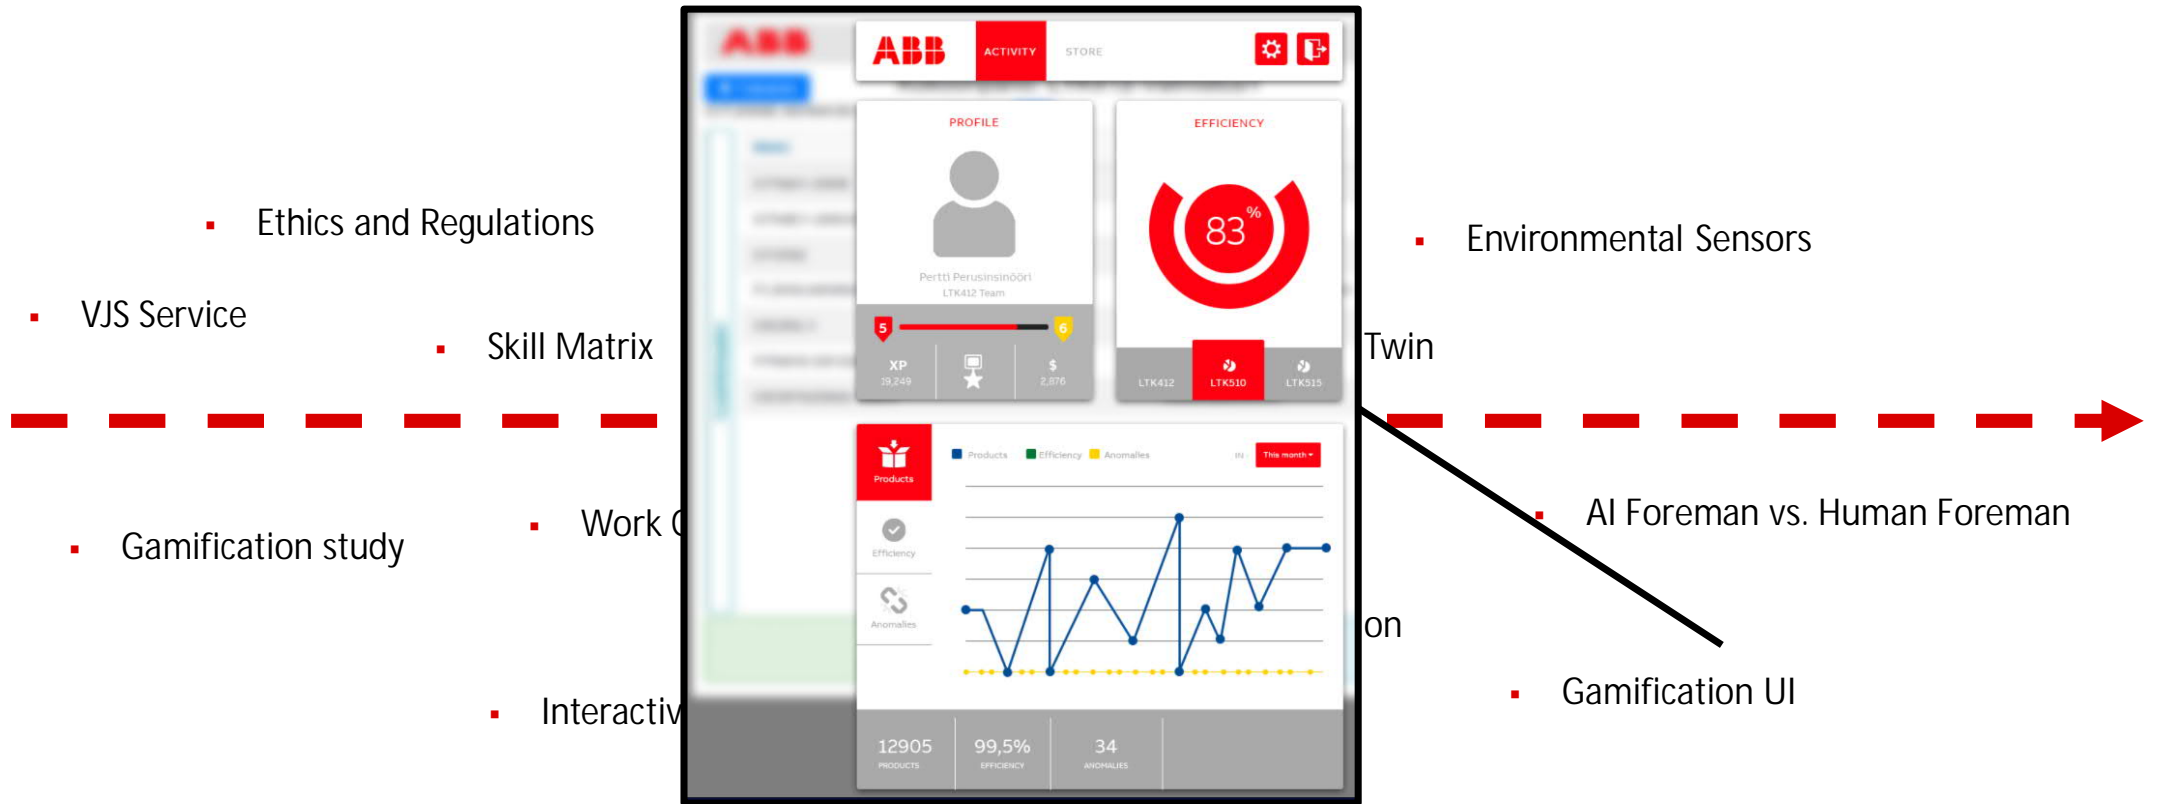 ABB
ABB
ACTIVITY
STORE
PROFILE
EFFICIENCY
83%
Pertti Perusinsinööri
LTK412 Team
5
6
XP
19,249
$
2,876
LTK412
LTK510
LTK515
Products
Efficiency
Anomalies
IN
This month
Products
Efficiency
Anomalies
12905
PRODUCTS
99,5%
EFFICIENCY
34
ANOMALIES
Ethics and Regulations
VJS Service
Skill Matrix
Environmental Sensors
Twin
Gamification study
Work
AI Foreman vs. Human Foreman
on
Interactiv
Gamification UI